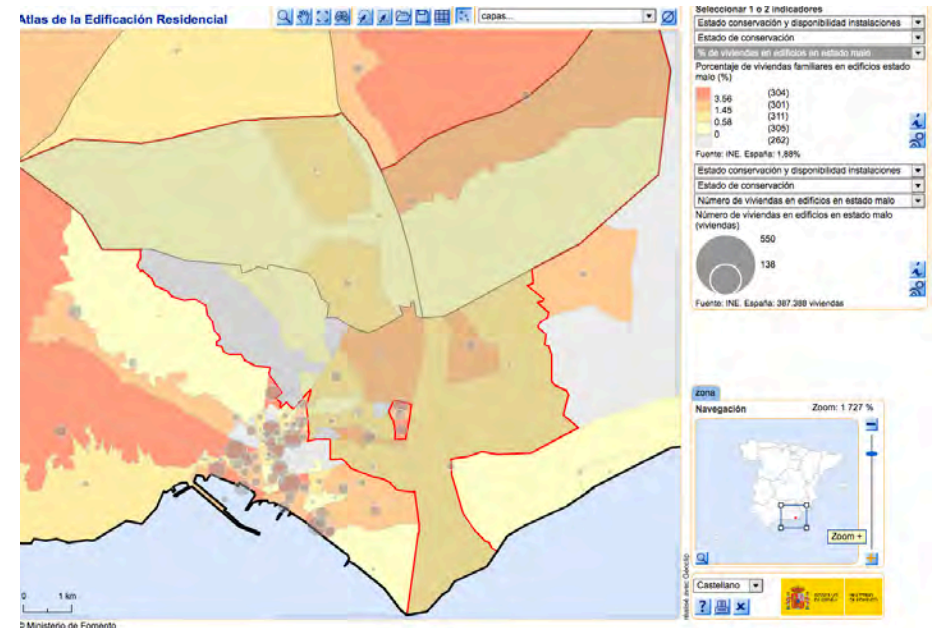 Atlas de la Edificación Residencial
capas...
Seleccionar 1 o 2 indicadores
Estado conservación y disponibilidad instalaciones
Estado de conservación
% de viviendas en edificios en estado malo
Porcentaje de viviendas familiares en edificios estado
malo (%)
(304)
3.56
(301)
1.45
(311)
0.58
(305)
0
(262)
Fuente: INE. España: 1,88%
Estado conservación y disponibilidad instalaciones
Estado de conservación
Número de viviendas en edificios en estado malo
Número de viviendas en edificios en estado malo
(viviendas)
550
138
Fuente: INE. España: 387.388 viviendas
zona
Navegación
Zoom: 1 727 %
Zoom +
Castellano
0 1 km
© Ministerio de Fomento